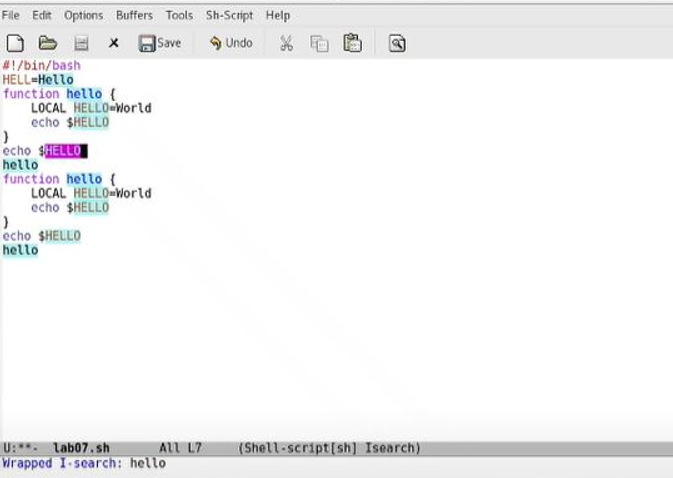 File Edit Options Buffers Tools Sh-Script Help
Save Undo
#!/bin/bash
HELL=Hello
function hello {
    LOCAL HELLO=World
    echo $HELLO
}
echo $HELLO
hello
function hello {
    LOCAL HELLO=World
    echo $HELLO
}
echo $HELLO
hello
U:**-  lab07.sh      All L7     (Shell-script[sh] Isearch)
Wrapped I-search: hello